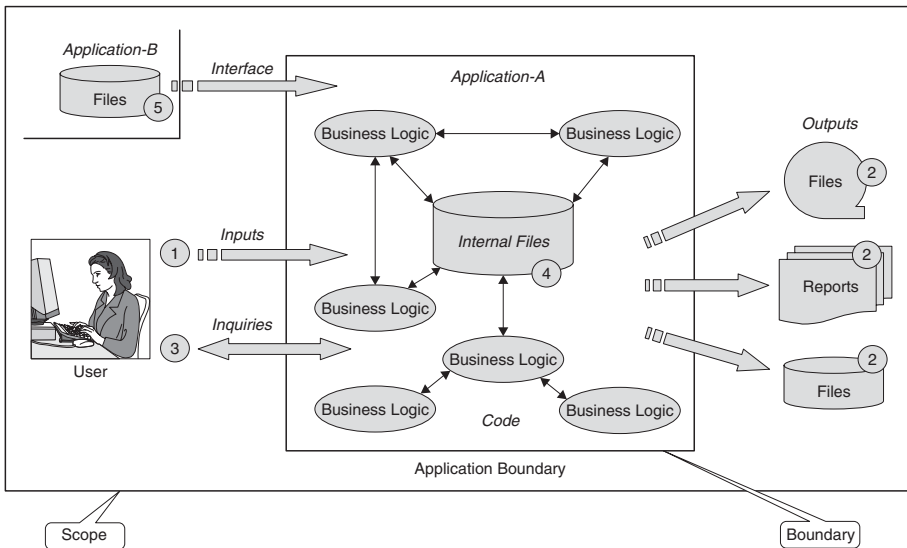 Application-B
Files
5
Interface
Application-A
Business Logic
Business Logic
Outputs
Files
2
1
Inputs
Internal Files
4
2
Reports
Business Logic
3
Inquiries
User
Business Logic
2
Files
Business Logic
Business Logic
Code
Application Boundary
Scope
Boundary